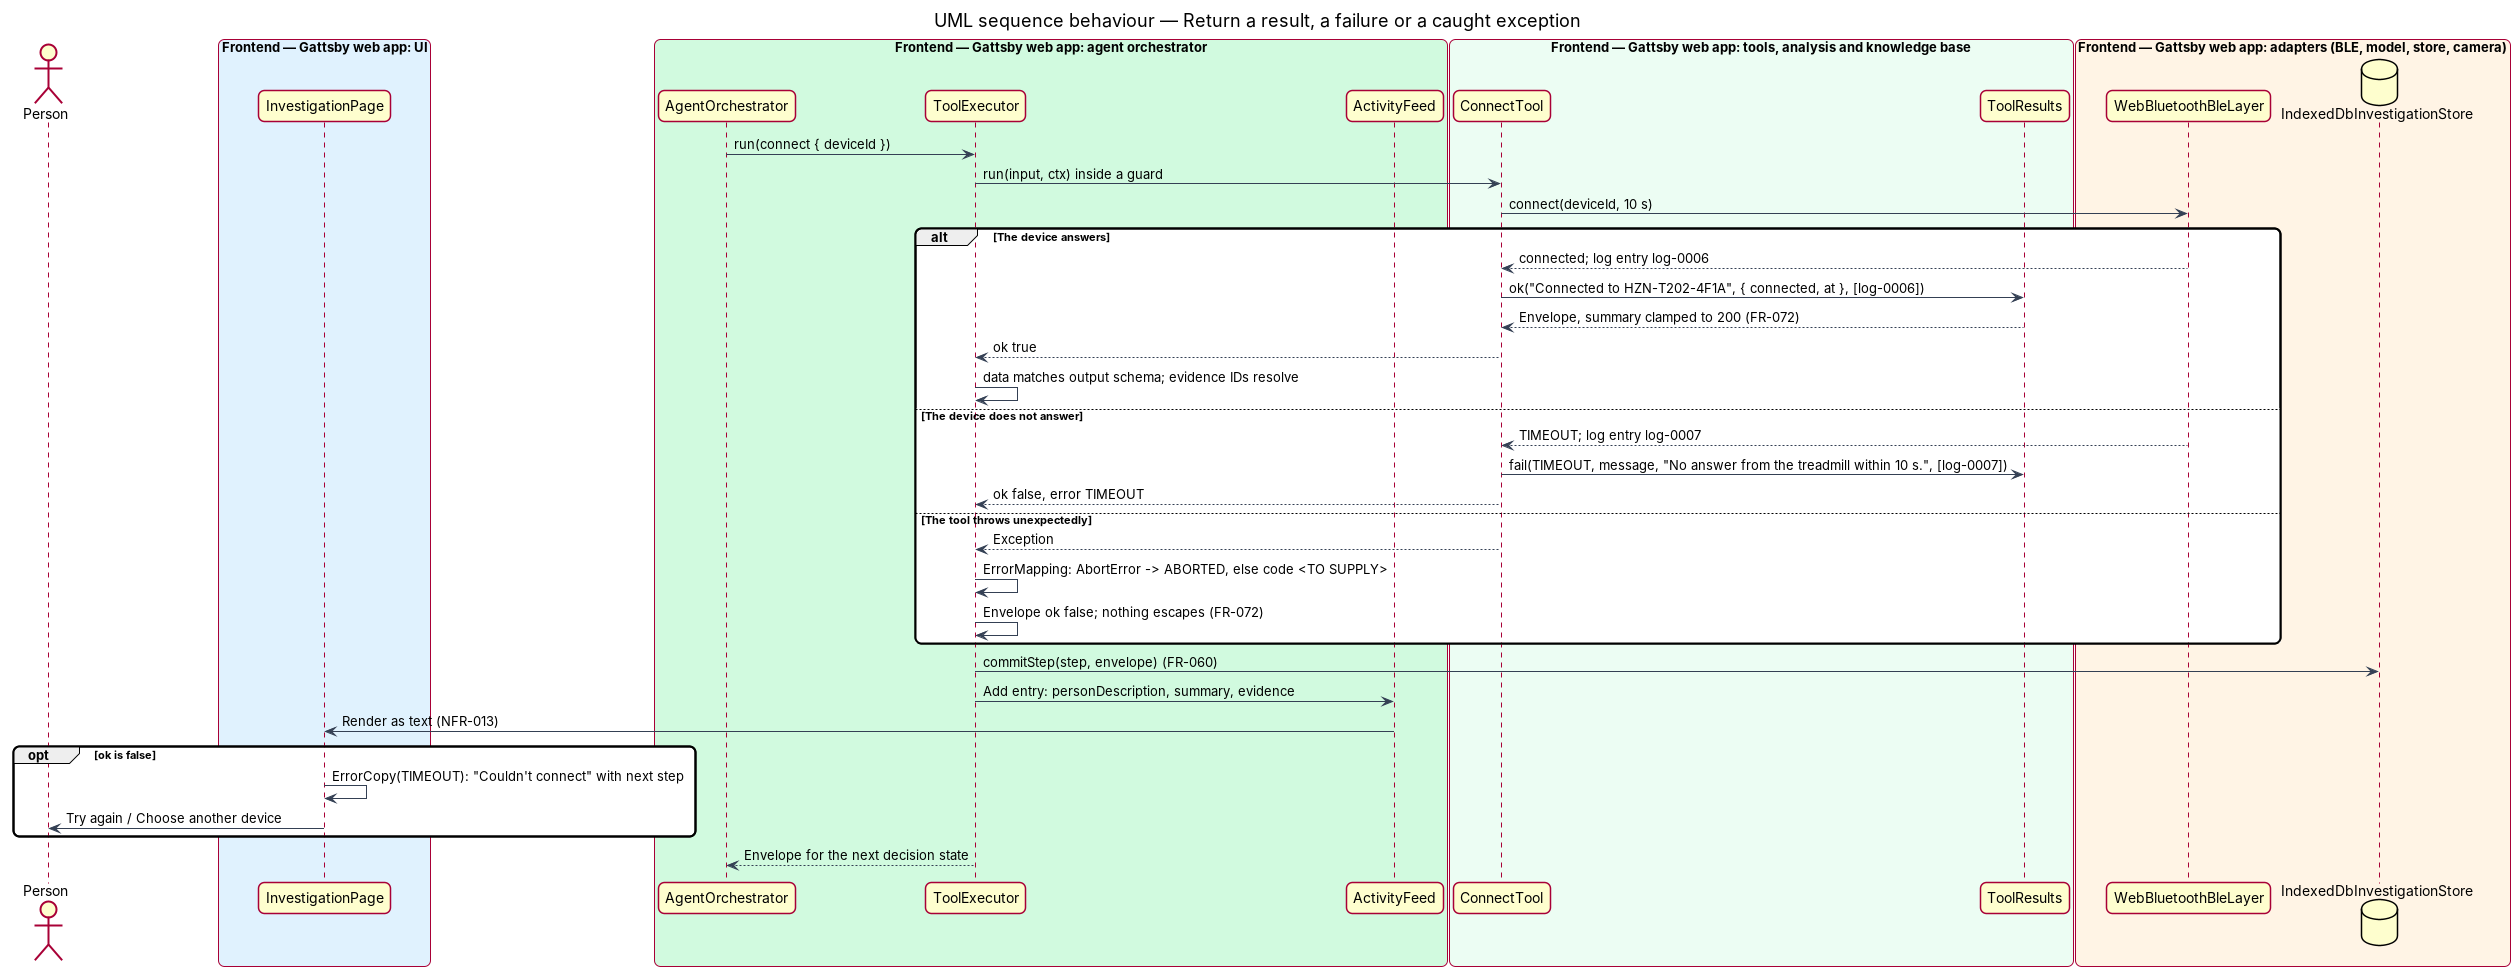 UML sequence behaviour — Return a result, a failure or a caught exception
Frontend — Gattsby web app: UI
Frontend — Gattsby web app: agent orchestrator
Frontend — Gattsby web app: tools, analysis and knowledge base
Frontend — Gattsby web app: adapters (BLE, model, store, camera)
Person
InvestigationPage
AgentOrchestrator
ToolExecutor
ActivityFeed
ConnectTool
ToolResults
WebBluetoothBleLayer
IndexedDbInvestigationStore
run(connect { deviceId })
run(input, ctx) inside a guard
connect(deviceId, 10 s)
alt
[The device answers]
connected; log entry log-0006
ok("Connected to HZN-T202-4F1A", { connected, at }, [log-0006])
Envelope, summary clamped to 200 (FR-072)
ok true
data matches output schema; evidence IDs resolve
[The device does not answer]
TIMEOUT; log entry log-0007
fail(TIMEOUT, message, "No answer from the treadmill within 10 s.", [log-0007])
ok false, error TIMEOUT
[The tool throws unexpectedly]
Exception
ErrorMapping: AbortError -> ABORTED, else code <TO SUPPLY>
Envelope ok false; nothing escapes (FR-072)
commitStep(step, envelope) (FR-060)
Add entry: personDescription, summary, evidence
Render as text (NFR-013)
opt
[ok is false]
ErrorCopy(TIMEOUT): "Couldn't connect" with next step
Try again / Choose another device
Envelope for the next decision state
Person
InvestigationPage
AgentOrchestrator
ToolExecutor
ActivityFeed
ConnectTool
ToolResults
WebBluetoothBleLayer
IndexedDbInvestigationStore